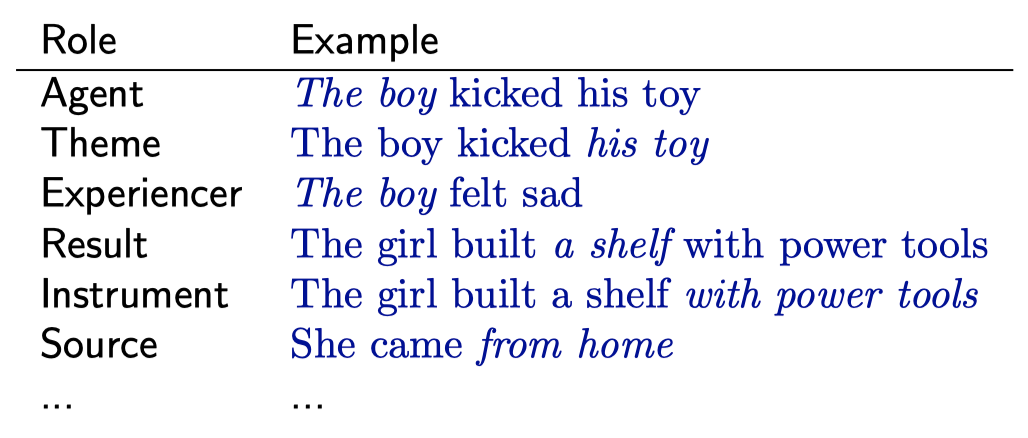 Role Example
Agent The boy kicked his toy
Theme The boy kicked his toy
Experiencer The boy felt sad
Result The girl built a shelf with power tools
Instrument The girl built a shelf with power tools
Source She came from home
... ...